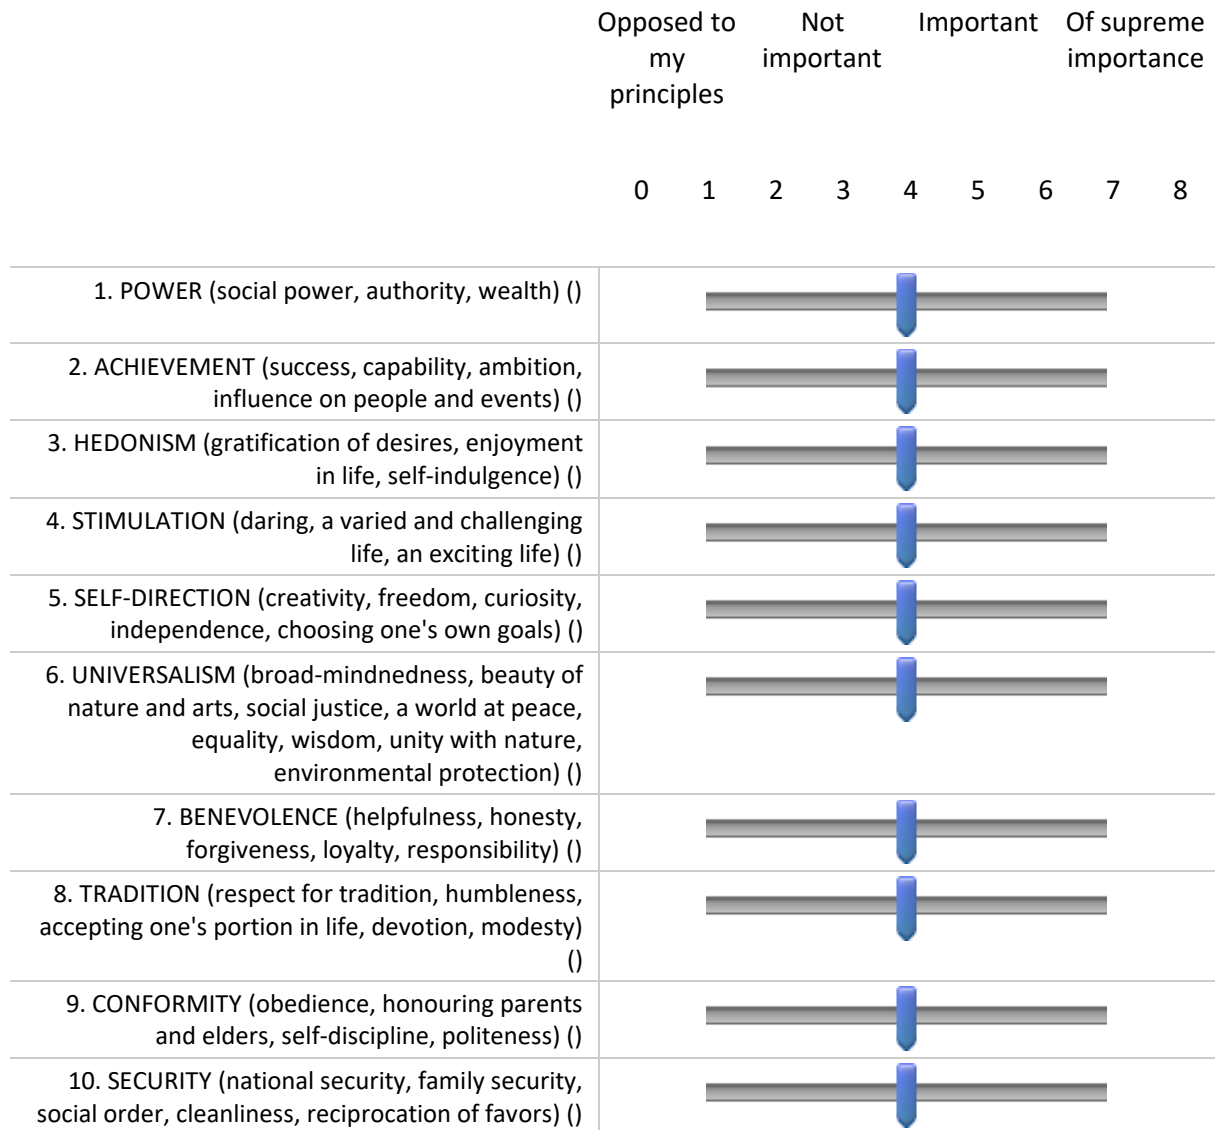 Opposed to my principles
Not important
Important
Of supreme importance
0 1 2 3 4 5 6 7 8
1. POWER (social power, authority, wealth) ()
2. ACHIEVEMENT (success, capability, ambition,
influence on people and events) ()
3. HEDONISM (gratification of desires, enjoyment
in life, self-indulgence) ()
4. STIMULATION (daring, a varied and challenging
life, an exciting life) ()
5. SELF-DIRECTION (creativity, freedom, curiosity,
independence, choosing one's own goals) ()
6. UNIVERSALISM (broad-mindnedness, beauty of
nature and arts, social justice, a world at peace,
equality, wisdom, unity with nature,
environmental protection) ()
7. BENEVOLENCE (helpfulness, honesty,
forgiveness, loyalty, responsibility) ()
8. TRADITION (respect for tradition, humbleness,
accepting one's portion in life, devotion, modesty)
()
9. CONFORMITY (obedience, honouring parents
and elders, self-discipline, politeness) ()
10. SECURITY (national security, family security,
social order, cleanliness, reciprocation of favors) ()